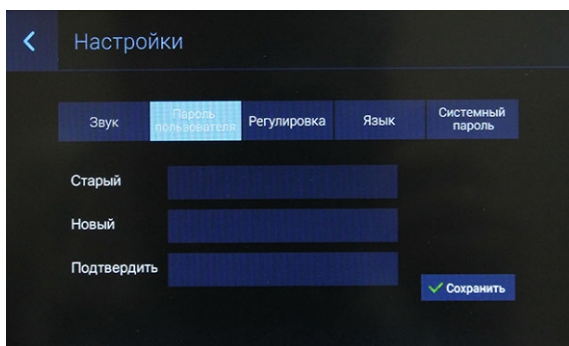 Настройки
Звук
Пароль
пользователя
Регулировка
Язык
Системный
пароль
Старый
Новый
Подтвердить
Сохранить